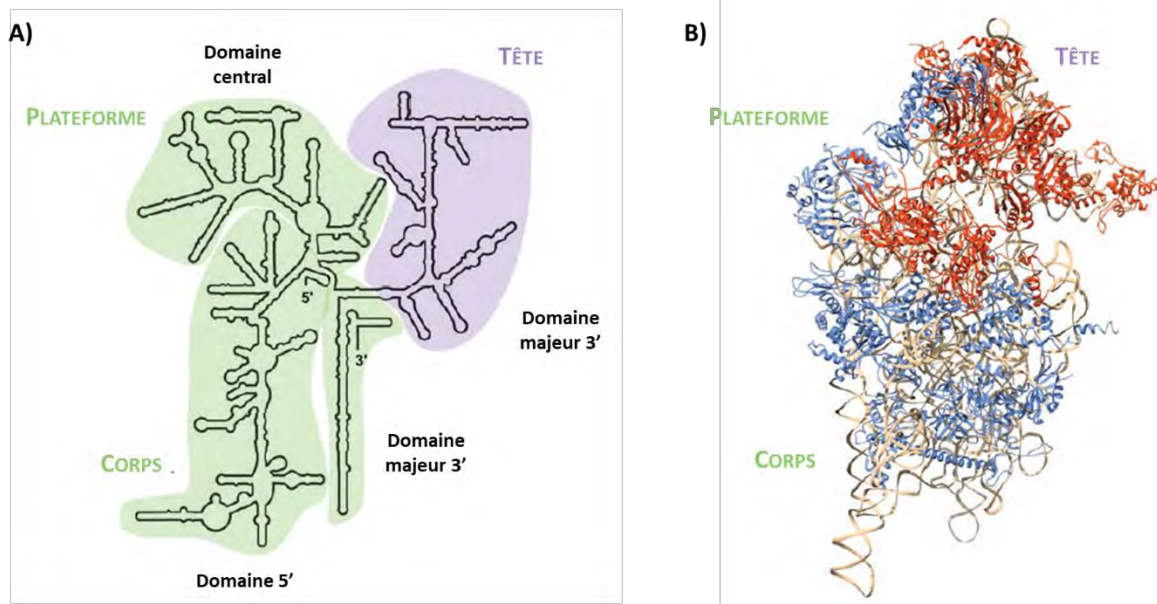 A)
Domaine
central
TÊTE
PLATEFORME
5'
3'
Domaine
majeur 3'
Domaine
majeur 3'
CORPS .
Domaine 5'
B)
TÊTE
PLATEFORME
CORPS